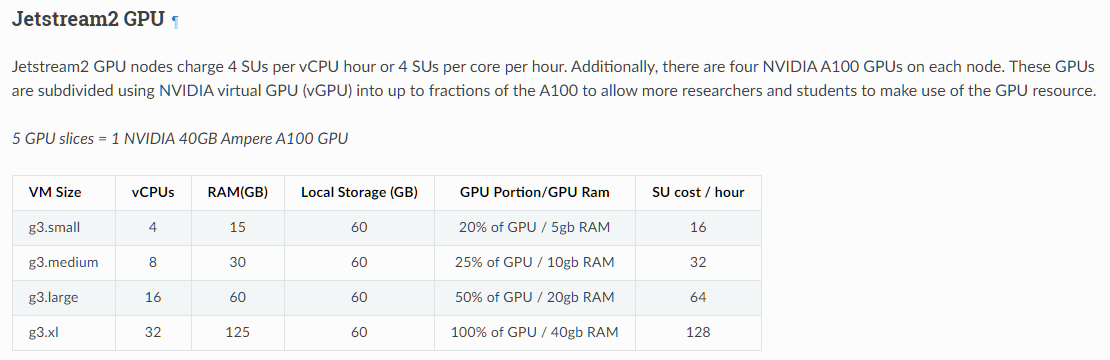 Jetstream2 GPU ¶
Jetstream2 GPU nodes charge 4 SUs per vCPU hour or 4 SUs per core per hour. Additionally, there are four NVIDIA A100 GPUs on each node. These GPUs
are subdivided using NVIDIA virtual GPU (vGPU) into up to fractions of the A100 to allow more researchers and students to make use of the GPU resource.
5 GPU slices = 1 NVIDIA 40GB Ampere A100 GPU
VM Size vCPUs RAM(GB) Local Storage (GB) GPU Portion/GPU Ram SU cost / hour
g3.small 4 15 60 20% of GPU / 5gb RAM 16
g3.medium 8 30 60 25% of GPU / 10gb RAM 32
g3.large 16 60 60 50% of GPU / 20gb RAM 64
g3.xl 32 125 60 100% of GPU / 40gb RAM 128